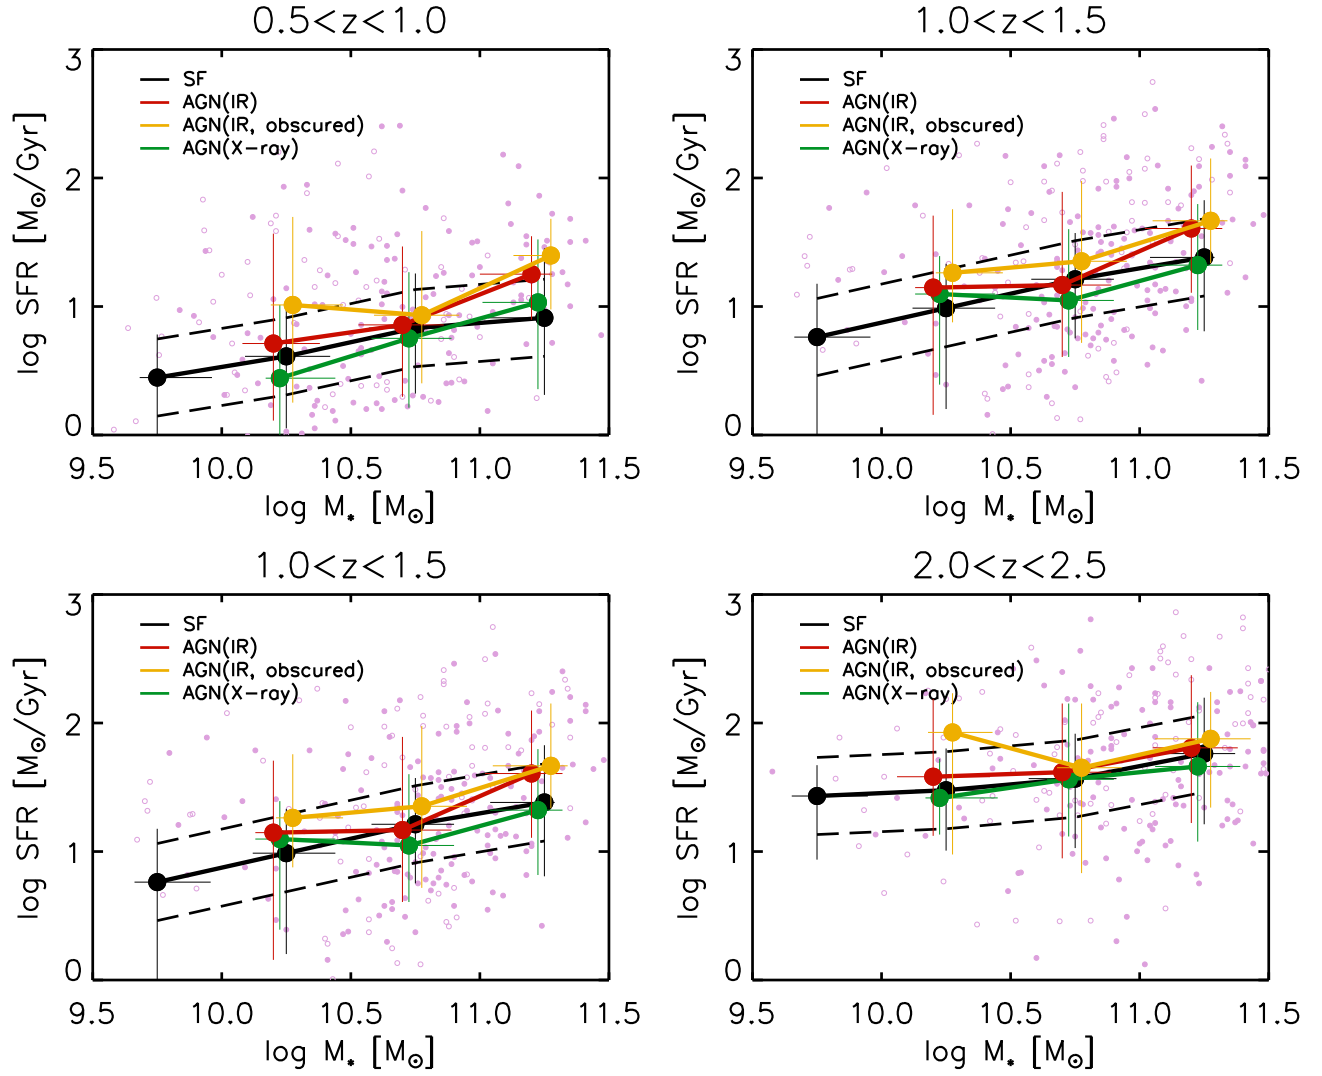 0.5<z<1.0
3
2
1
0
log SFR [M⊙/Gyr]
SF
AGN(IR)
AGN(IR, obscured)
AGN(X-ray)
9.5 10.0 10.5 11.0 11.5
log M* [M⊙]
1.0<z<1.5
3
2
1
0
log SFR [M⊙/Gyr]
SF
AGN(IR)
AGN(IR, obscured)
AGN(X-ray)
9.5 10.0 10.5 11.0 11.5
log M* [M⊙]
1.0<z<1.5
3
2
1
0
log SFR [M⊙/Gyr]
SF
AGN(IR)
AGN(IR, obscured)
AGN(X-ray)
9.5 10.0 10.5 11.0 11.5
log M* [M⊙]
2.0<z<2.5
3
2
1
0
log SFR [M⊙/Gyr]
SF
AGN(IR)
AGN(IR, obscured)
AGN(X-ray)
9.5 10.0 10.5 11.0 11.5
log M* [M⊙]